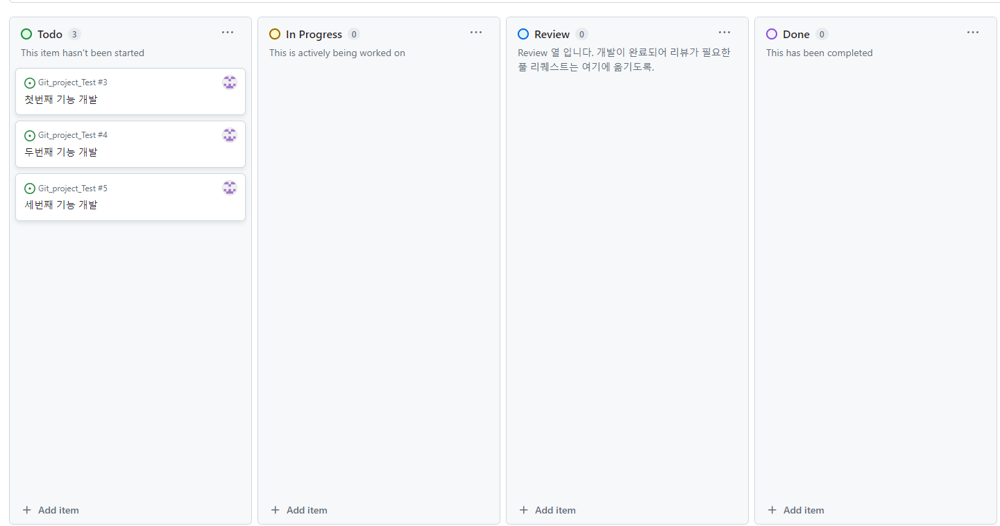 Todo 3
This item hasn't been started
Git_project_Test #3
첫번째 기능 개발
Git_project_Test #4
두번째 기능 개발
Git_project_Test #5
세번째 기능 개발
+ Add item
In Progress 0
This is actively being worked on
+ Add item
Review 0
Review 열 입니다. 개발이 완료되어 리뷰가 필요한
풀 리퀘스트는 여기에 옮기도록.
+ Add item
Done 0
This has been completed
+ Add item